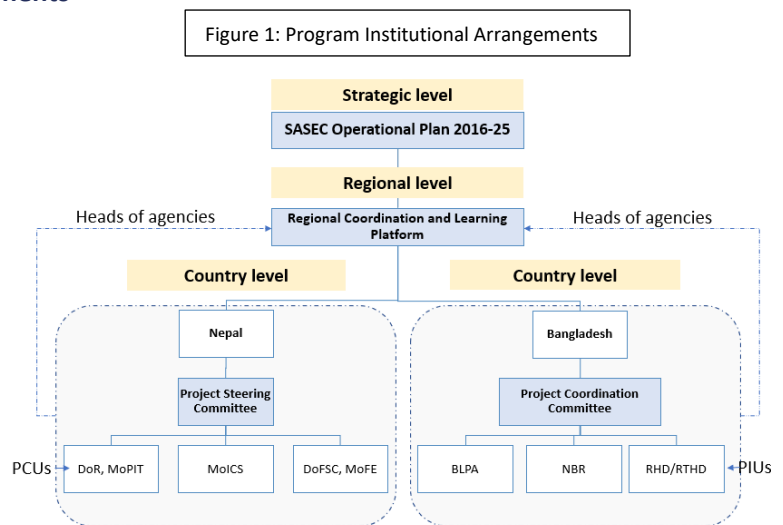 Figure 1: Program Institutional Arrangements
Strategic level
SASEC Operational Plan 2016-25
Regional level
Heads of agencies
Regional Coordination and Learning
Platform
Heads of agencies
Country level
Country level
Nepal
Bangladesh
Project Steering
Committee
Project Coordination
Committee
PCUs
DoR, MoPIT
MoICS
DoFSC, MoFE
BLPA
NBR
RHD/RTHD
PIUs